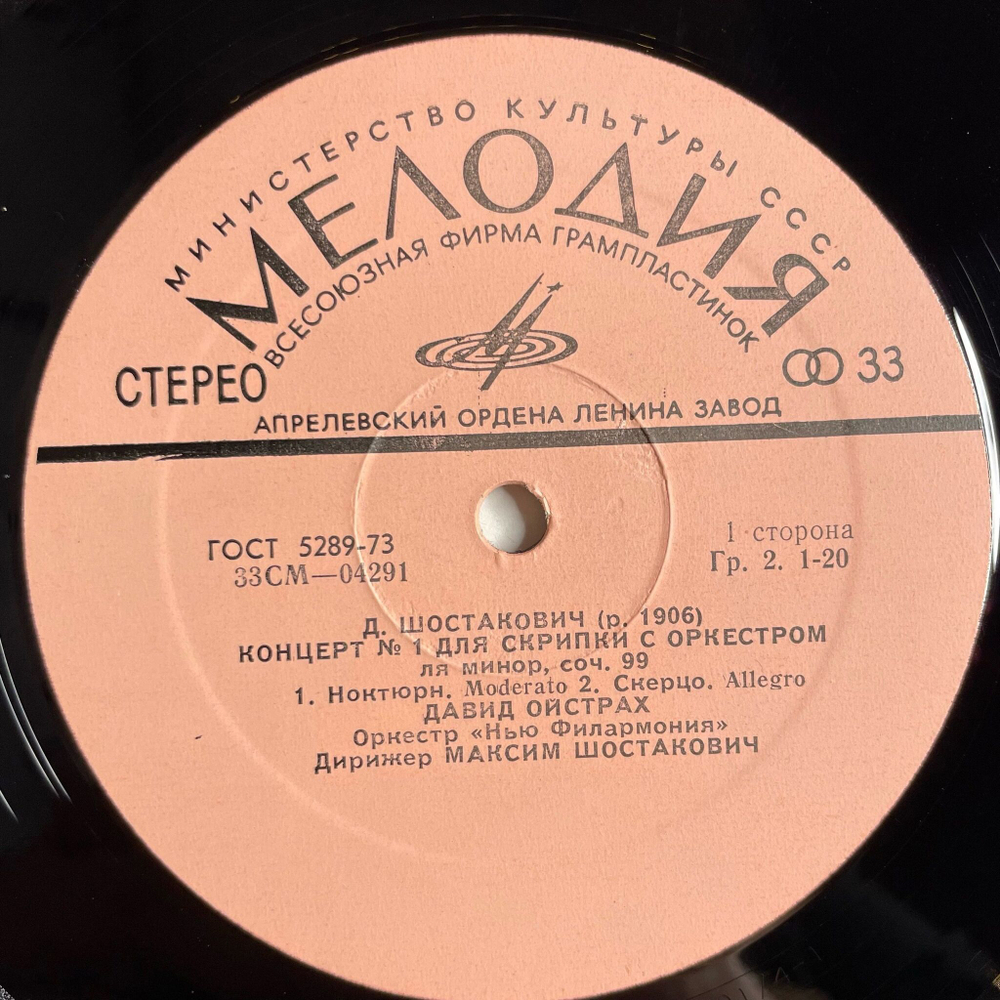 МИНИСТЕРСТВО КУЛЬТУРЫ СССР
МЕЛОДИЯ
ВСЕСОЮЗНАЯ ФИРМА ГРАМПЛАСТИНОК
СТЕРЕО
33
АПРЕЛЕВСКИЙ ОРДЕНА ЛЕНИНА ЗАВОД
ГОСТ 5289-73
33СМ—04291
1 сторона
Гр. 2. 1-20
Д. ШОСТАКОВИЧ (р. 1906)
КОНЦЕРТ № 1 ДЛЯ СКРИПКИ С ОРКЕСТРОМ
ля минор, соч. 99
1. Ноктюрн. Moderato 2. Скерцо. Allegro
ДАВИД ОЙСТРАХ
Оркестр «Нью Филармония»
Дирижер МАКСИМ ШОСТАКОВИЧ